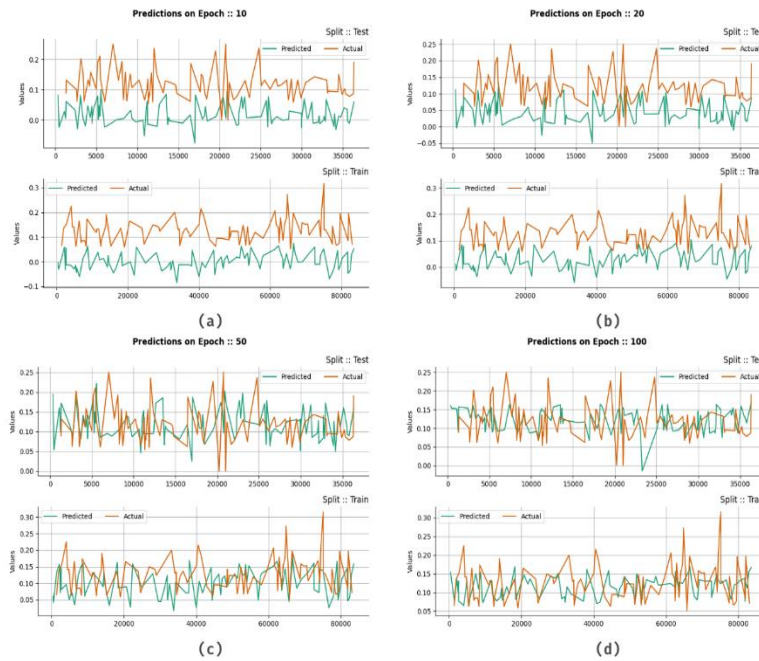 Predictions on Epoch :: 10
Split :: Test
Predicted Actual
0.2
0.1
0.0
Values
0 5000 10000 15000 20000 25000 30000 35000
Split :: Train
Predicted Actual
0.3
0.2
0.1
0.0
−0.1
Values
0 20000 40000 60000 80000
(a)
Predictions on Epoch :: 20
Split :: Tes
Predicted Actual
0.25
0.20
0.15
0.10
0.05
0.00
−0.05
Values
0 5000 10000 15000 20000 25000 30000 35000
Split :: Trai
Predicted Actual
0.3
0.2
0.1
0.0
Values
0 20000 40000 60000 80000
(b)
Predictions on Epoch :: 50
Split :: Test
Predicted Actual
0.25
0.20
0.15
0.10
0.05
0.00
Values
0 5000 10000 15000 20000 25000 30000 35000
Split :: Train
Predicted Actual
0.30
0.25
0.20
0.15
0.10
0.05
0.00
Values
0 20000 40000 60000 80000
(c)
Predictions on Epoch :: 100
Split :: Tes
Predicted Actual
0.25
0.20
0.15
0.10
0.05
0.00
Values
0 5000 10000 15000 20000 25000 30000 35000
Split :: Trai
Predicted Actual
0.30
0.25
0.20
0.15
0.10
0.05
Values
0 20000 40000 60000 80000
(d)